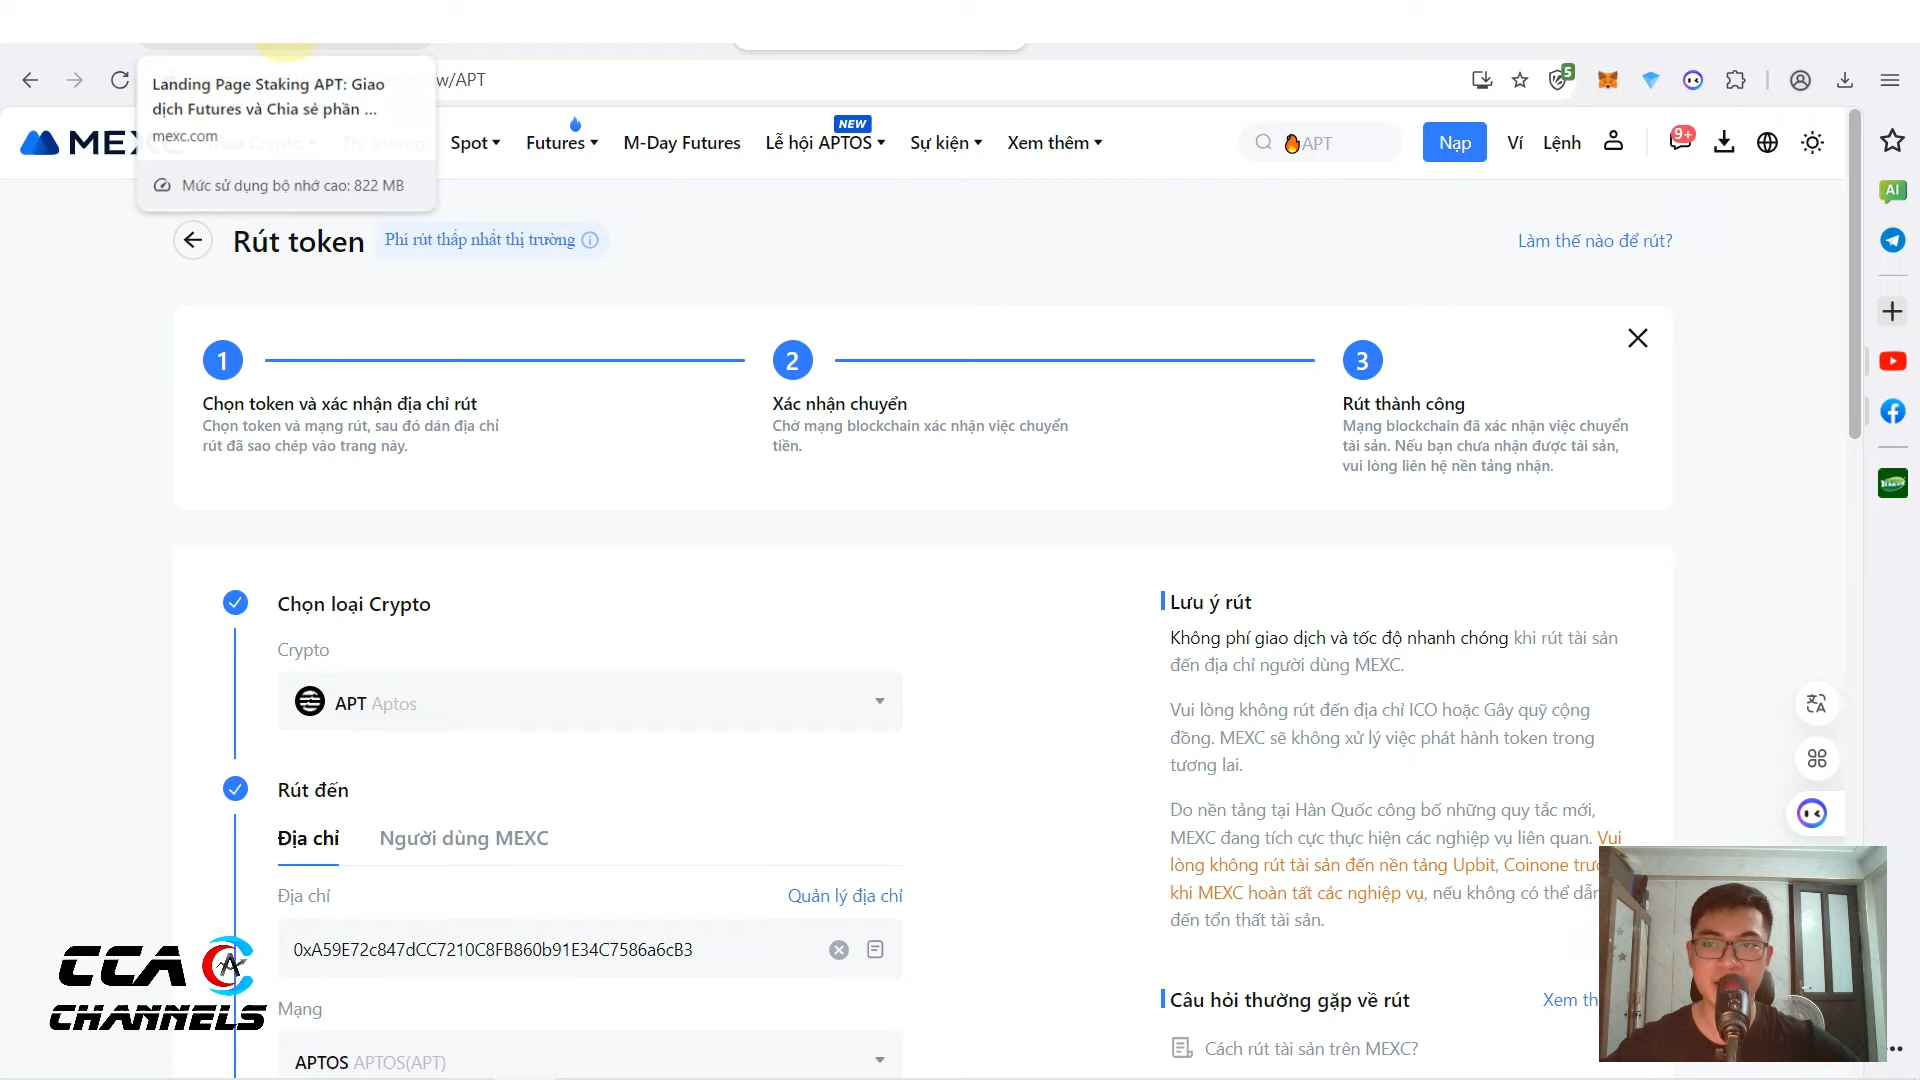 w/APT
Landing Page Staking APT: Giao
dịch Futures và Chia sẻ phần ...
mexc.com
Mức sử dụng bộ nhớ cao: 822 MB
5
MEXC
Mua Crypto
Thị trường
Spot
Futures
M-Day Futures
Lễ hội APTOS
NEW
Sự kiện
Xem thêm
APT
Nạp
Ví
Lệnh
9+
AI
Rút token
Phí rút thấp nhất thị trường
Làm thế nào để rút?
1
2
3
Chọn token và xác nhận địa chỉ rút
Chọn token và mạng rút, sau đó dán địa chỉ
rút đã sao chép vào trang này.
Xác nhận chuyển
Chờ mạng blockchain xác nhận việc chuyển
tiền.
Rút thành công
Mạng blockchain đã xác nhận việc chuyển
tài sản. Nếu bạn chưa nhận được tài sản,
vui lòng liên hệ nền tảng nhận.
Chọn loại Crypto
Crypto
APT Aptos
Rút đến
Địa chỉ
Người dùng MEXC
Địa chỉ
Quản lý địa chỉ
0xA59E72c847dCC7210C8FB860b91E34C7586a6cB3
Mạng
APTOS APTOS(APT)
Lưu ý rút
Không phí giao dịch và tốc độ nhanh chóng khi rút tài sản
đến địa chỉ người dùng MEXC.
Vui lòng không rút đến địa chỉ ICO hoặc Gây quỹ cộng
đồng. MEXC sẽ không xử lý việc phát hành token trong
tương lai.
Do nền tảng tại Hàn Quốc công bố những quy tắc mới,
MEXC đang tích cực thực hiện các nghiệp vụ liên quan. Vui
lòng không rút tài sản đến nền tảng Upbit, Coinone trướ
khi MEXC hoàn tất các nghiệp vụ, nếu không có thể dẫn
đến tổn thất tài sản.
Câu hỏi thường gặp về rút
Xem th
Cách rút tài sản trên MEXC?
CCA
CHANNELS